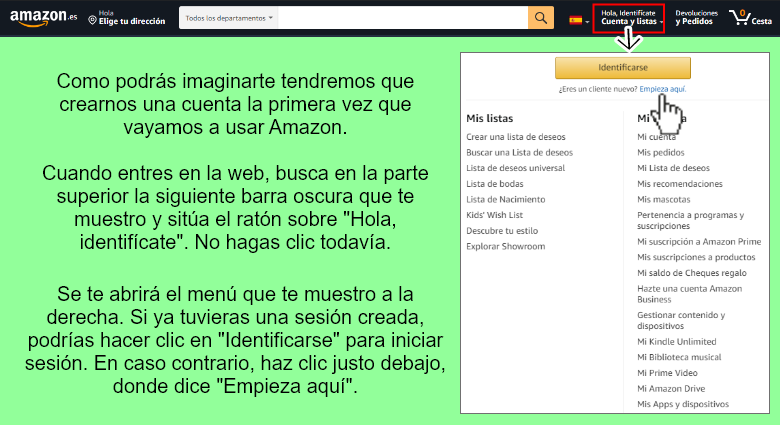 amazon.es
Hola
Elige tu dirección
Todos los departamentos
Hola, Identifícate
Cuenta y listas
Devoluciones
y Pedidos
0
Cesta
Como podrás imaginarte tendremos que
crearnos una cuenta la primera vez que
vayamos a usar Amazon.
Cuando entres en la web, busca en la parte
superior la siguiente barra oscura que te
muestro y sitúa el ratón sobre "Hola,
identifícate". No hagas clic todavía.
Se te abrirá el menú que te muestro a la
derecha. Si ya tuvieras una sesión creada,
podrías hacer clic en "Identificarse" para iniciar
sesión. En caso contrario, haz clic justo debajo,
donde dice "Empieza aquí".
Identificarse
¿Eres un cliente nuevo? Empieza aquí.
Mis listas
Crear una lista de deseos
Buscar una Lista de deseos
Lista de deseos universal
Lista de bodas
Lista de Nacimiento
Kids' Wish List
Descubre tu estilo
Explorar Showroom
Mi cuenta
Mis pedidos
Mi Lista de deseos
Mis recomendaciones
Mis mascotas
Pertenencia a programas y
suscripciones
Mi suscripción a Amazon Prime
Mis suscripciones a productos
Mi saldo de Cheques regalo
Hazte una cuenta Amazon
Business
Gestionar contenido y
dispositivos
Mi Kindle Unlimited
Mi Biblioteca musical
Mi Prime Video
Mi Amazon Drive
Mis Apps y dispositivos